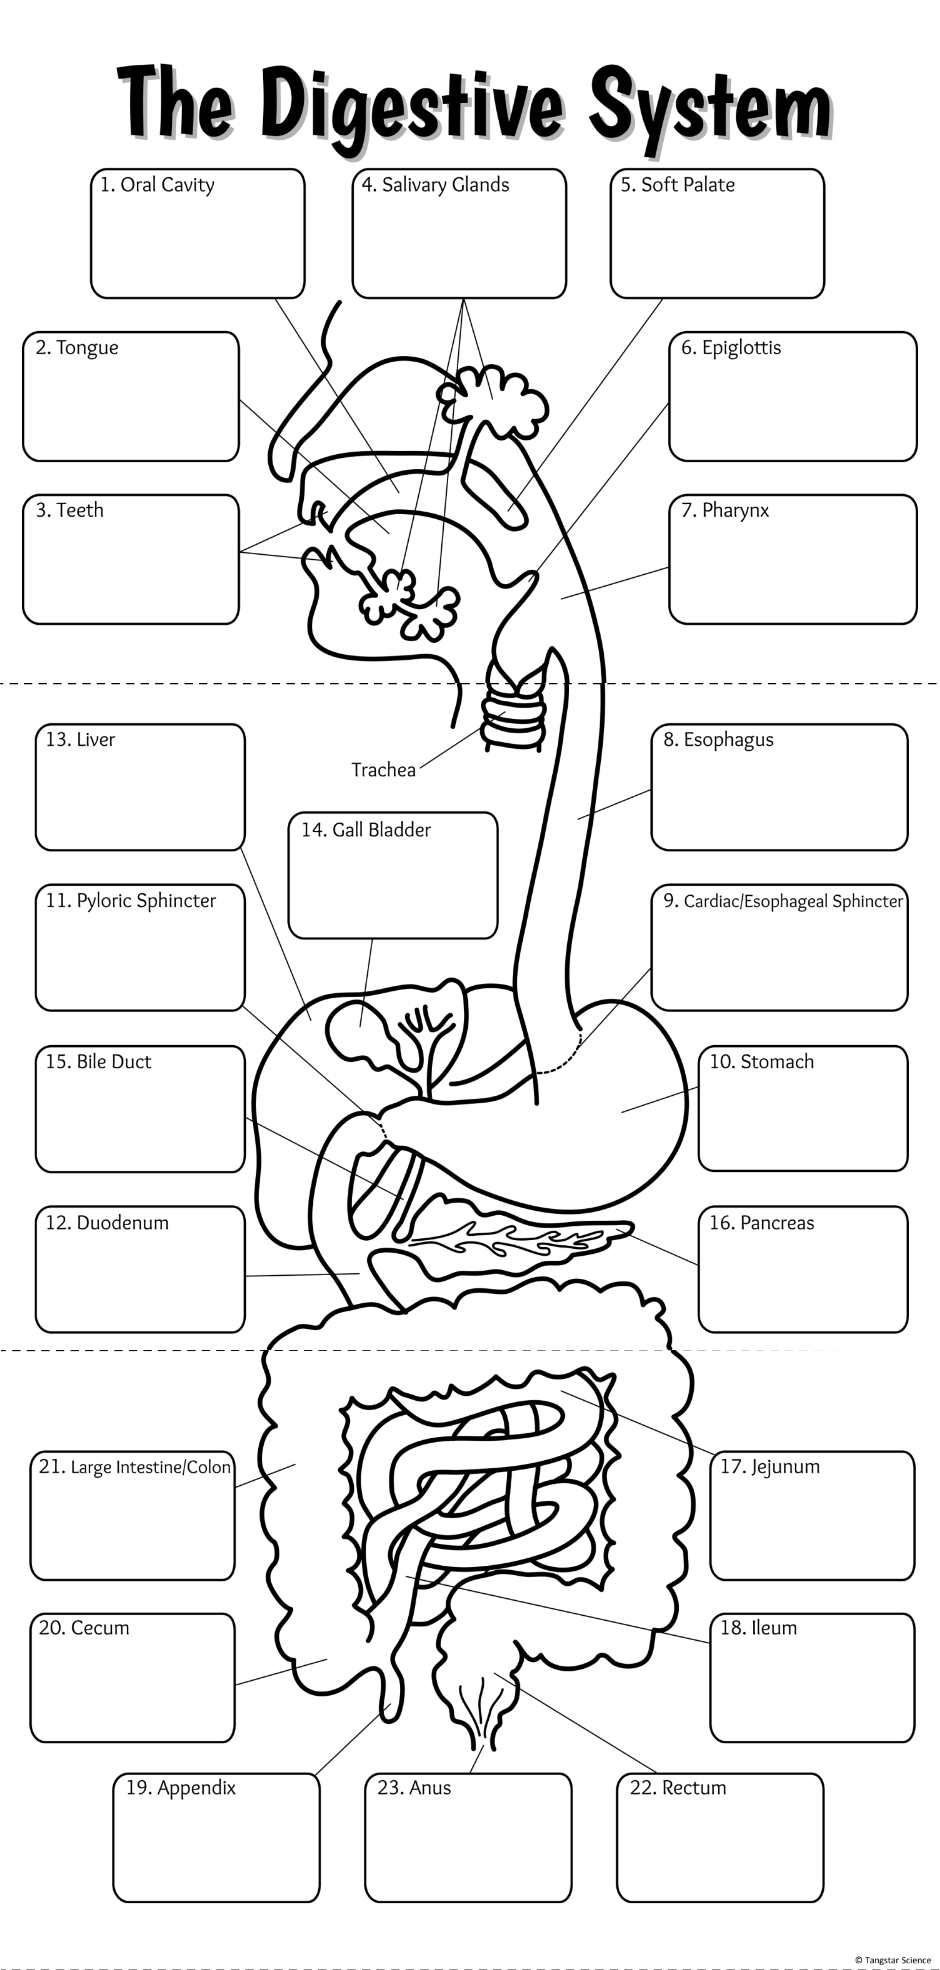 The Digestive System
1. Oral Cavity
4. Salivary Glands
5. Soft Palate
2. Tongue
6. Epiglottis
3. Teeth
7. Pharynx
13. Liver
8. Esophagus
Trachea
14. Gall Bladder
11. Pyloric Sphincter
9. Cardiac/Esophageal Sphincter
15. Bile Duct
10. Stomach
12. Duodenum
16. Pancreas
21. Large Intestine/Colon
17. Jejunum
20. Cecum
18. Ileum
19. Appendix
23. Anus
22. Rectum
© Tangstar Science